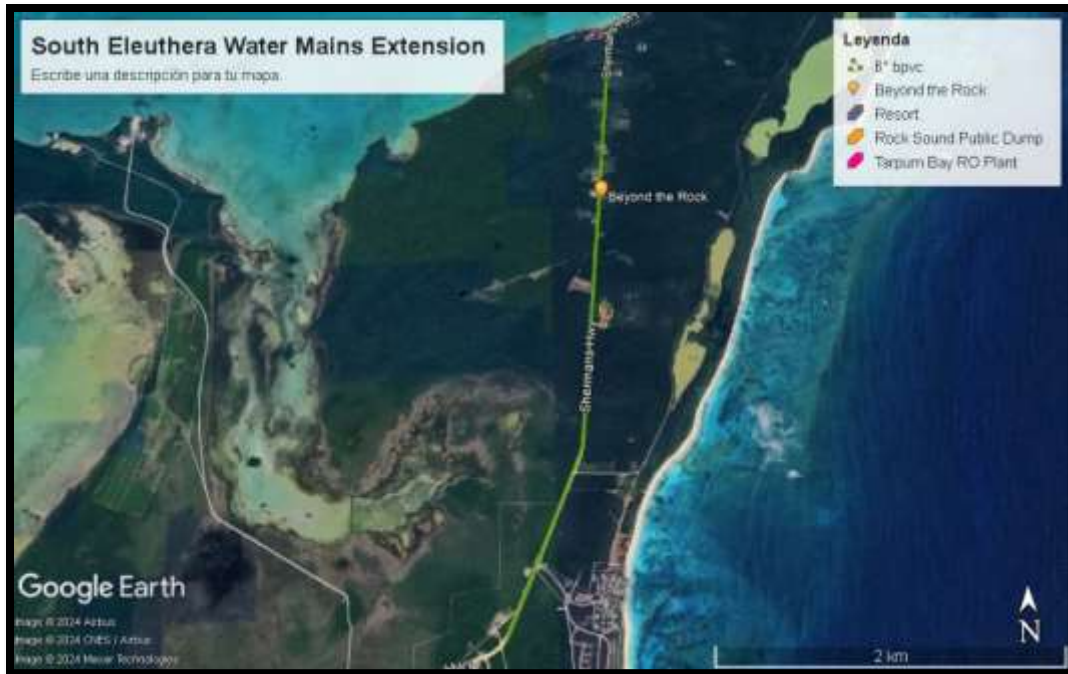 South Eleuthera Water Mains Extension
Escribe una descripción para tu mapa.
Leyenda
8" bpvc
Beyond the Rock
Resort
Rock Sound Public Dump
Tarpum Bay RO Plant
Beyond the Rock
Google Earth
Image © 2024 Airbus
Image © 2024 CNES / Airbus
Image © 2024 Maxar Technologies
N
2 km